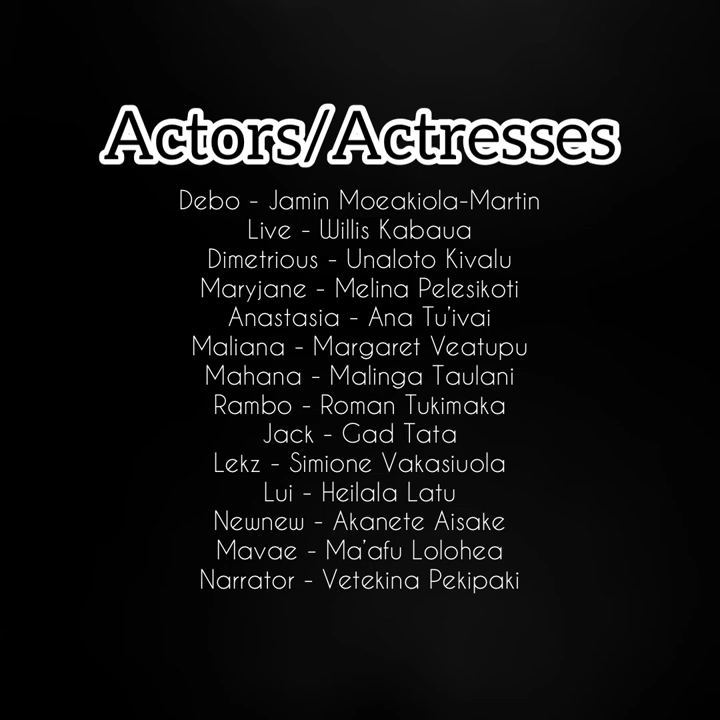 Actors/Actresses
Debo - Jamin Moeakiola-Martin
Live - Willis Kabaua
Dimetrious - Unaloto Kivalu
Maryjane - Melina Pelesikoti
Anastasia - Ana Tu'ivai
Maliana - Margaret Veatupu
Mahana - Malinga Taulani
Rambo - Roman Tukimaka
Jack - Gad Tata
Lekz - Simione Vakasiuola
Lui - Heilala Latu
Newnew - Akanete Aisake
Mavae - Ma'afu Lolohea
Narrator - Vetekina Pekipaki